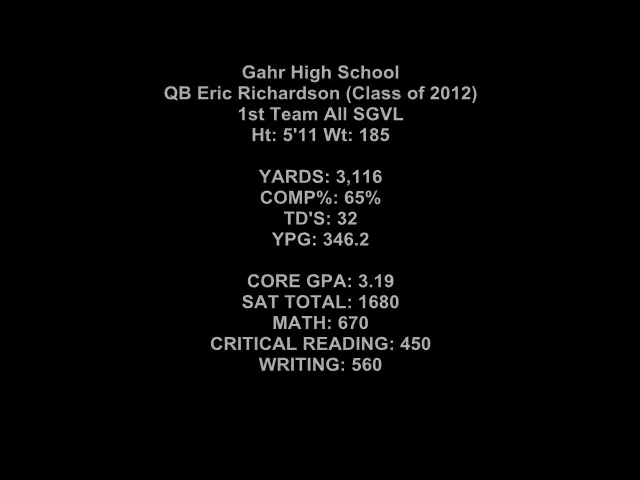 Gahr High School
QB Eric Richardson (Class of 2012)
1st Team All SGVL
Ht: 5'11 Wt: 185
YARDS: 3,116
COMP%: 65%
TD'S: 32
YPG: 346.2
CORE GPA: 3.19
SAT TOTAL: 1680
MATH: 670
CRITICAL READING: 450
WRITING: 560